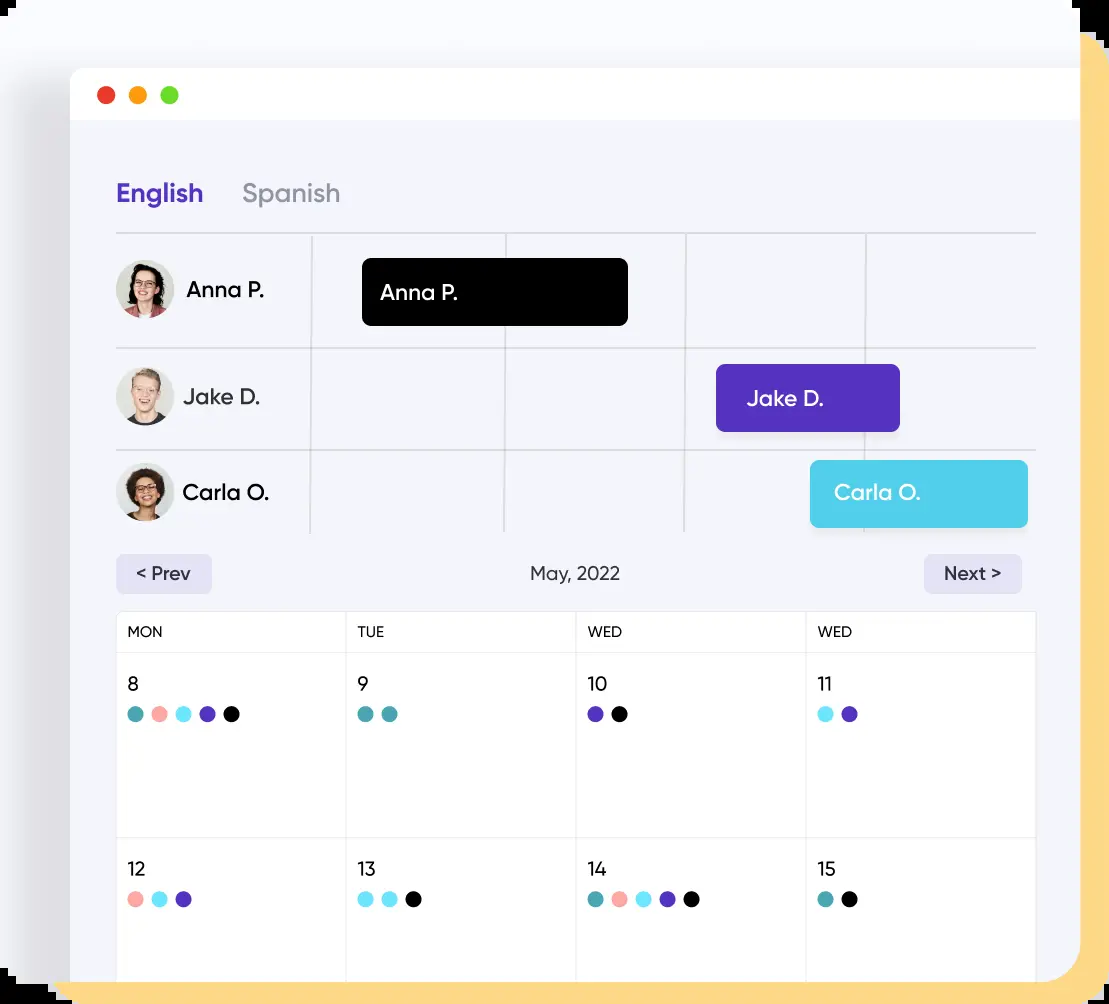 English Spanish
Anna P. Anna P.
Jake D. Jake D.
Carla O. Carla O.
< Prev May, 2022 Next >
MON TUE WED WED
8 9 10 11
12 13 14 15